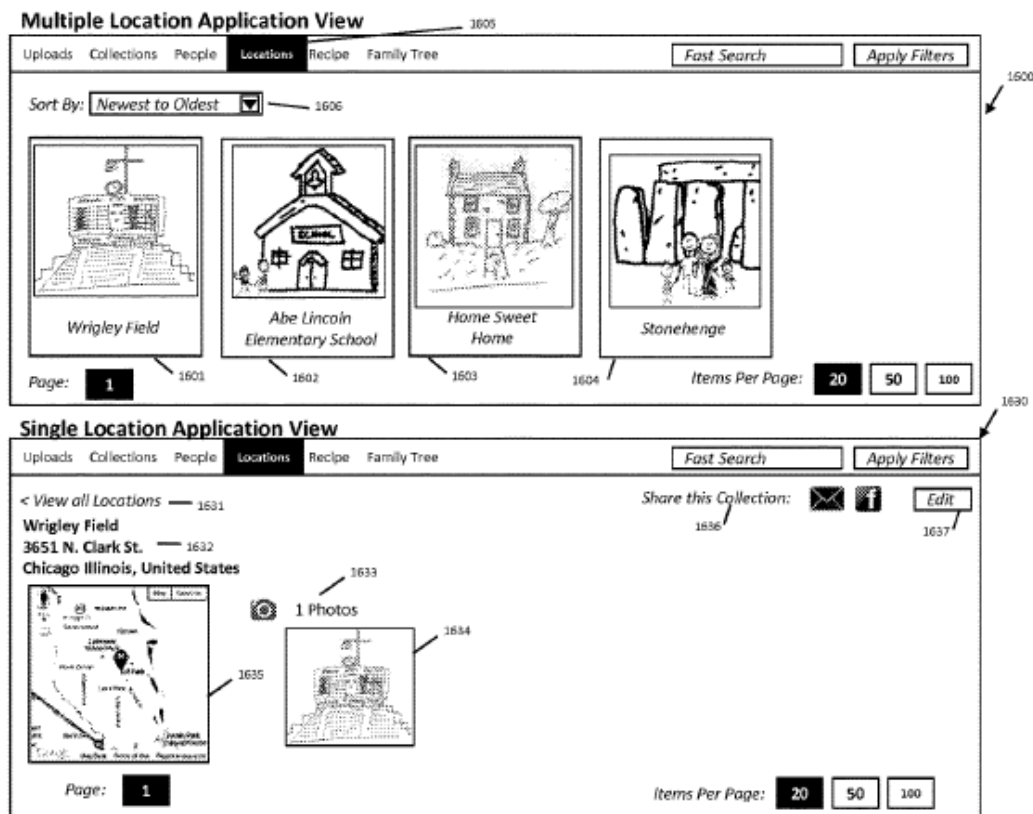 Multiple Location Application View
1605
Uploads Collections People Locations Recipe Family Tree Fast Search Apply Filters
1600
Sort By: Newest to Oldest 1606
SCHOOL
Wrigley Field
Abe Lincoln
Elementary School
Home Sweet
Home
Stonehenge
1601 1602 1603 1604
Page: 1 Items Per Page: 20 50 100
1630
Single Location Application View
Uploads Collections People Locations Recipe Family Tree Fast Search Apply Filters
< View all Locations 1631 Share this Collection: f Edit
1636 1637
Wrigley Field
3651 N. Clark St. 1632
Chicago Illinois, United States
1633
1 Photos
1634
1635
Page: 1 Items Per Page: 20 50 100